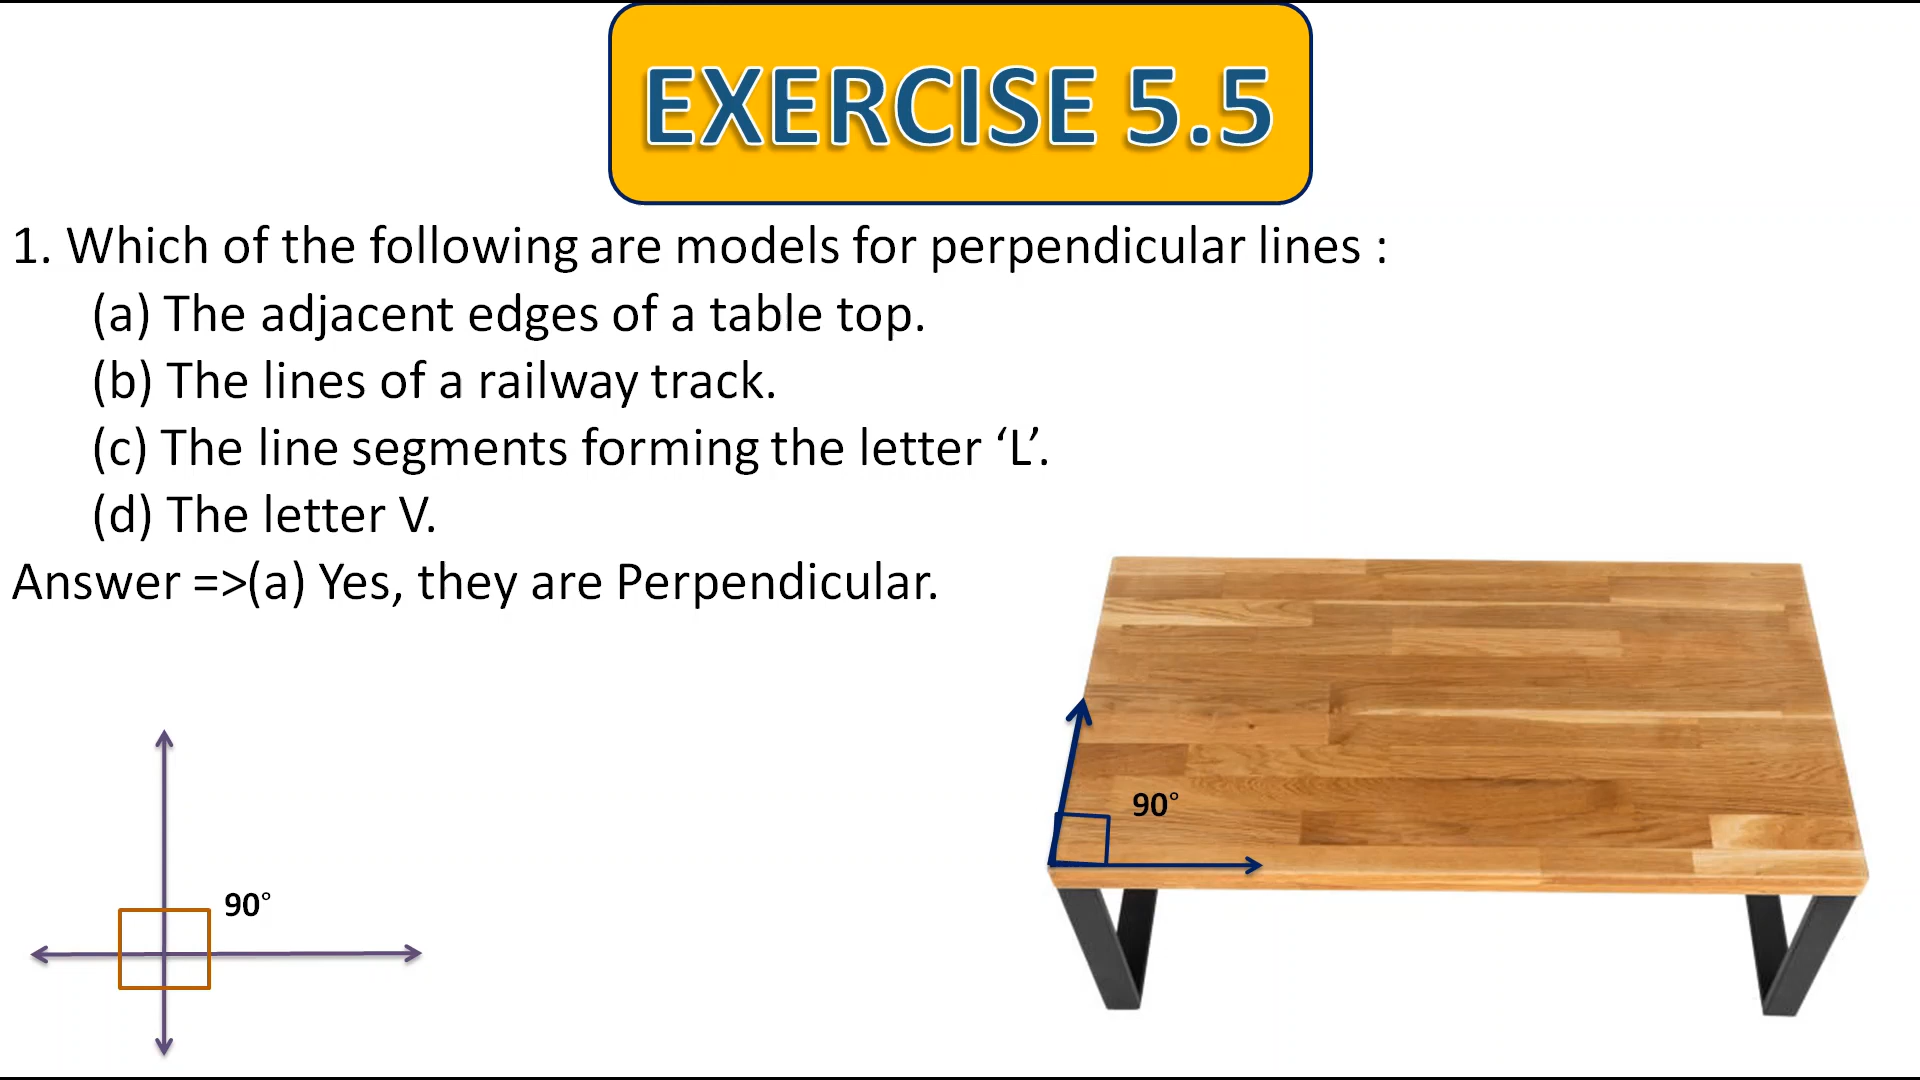 EXERCISE 5.5
1. Which of the following are models for perpendicular lines :
(a) The adjacent edges of a table top.
(b) The lines of a railway track.
(c) The line segments forming the letter ‘L’.
(d) The letter V.
Answer =>(a) Yes, they are Perpendicular.
90°
90°